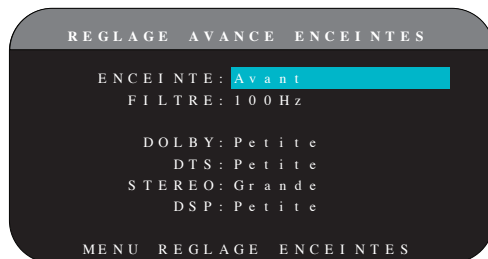 REGLAGE AVANCE ENCEINTES
ENCEINTE: Avant
FILTRE: 100Hz
DOLBY: Petite
DTS: Petite
STEREO: Grande
DSP: Petite
MENU REGLAGE ENCEINTES